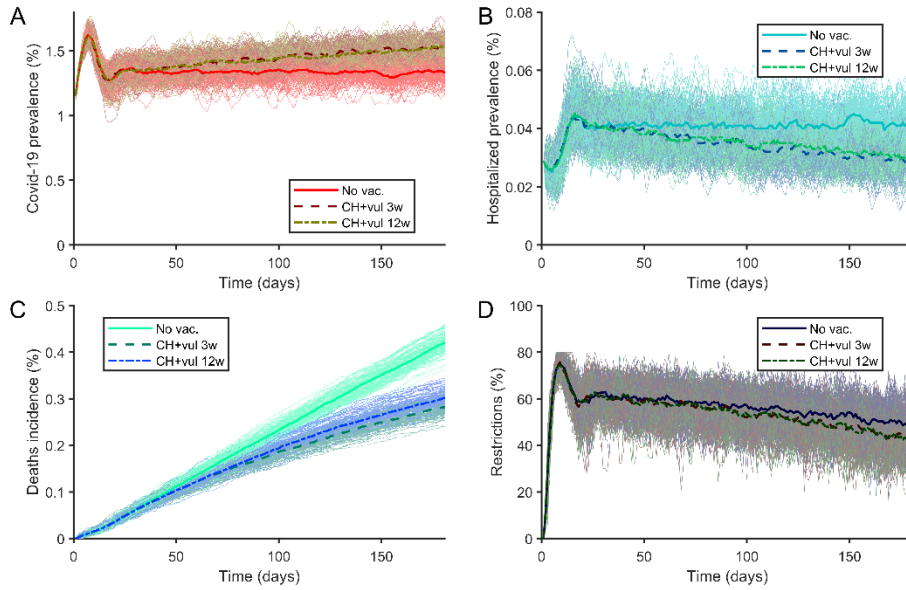 A
Covid-19 prevalence (%)
1.5
1
0.5
0
No vac.
CH+vul 3w
CH+vul 12w
0
50
100
150
Time (days)
B
Hospitalized prevalence (%)
0.08
0.06
0.04
0.02
0
No vac.
CH+vul 3w
CH+vul 12w
50
100
150
Time (days)
C
Deaths incidence (%)
0.5
0.4
0.3
0.2
0.1
0
No vac.
CH+vul 3w
CH+vul 12w
0
50
100
150
Time (days)
D
Restrictions (%)
100
80
60
40
20
0
No vac.
CH+vul 3w
CH+vul 12w
0
50
100
150
Time (days)